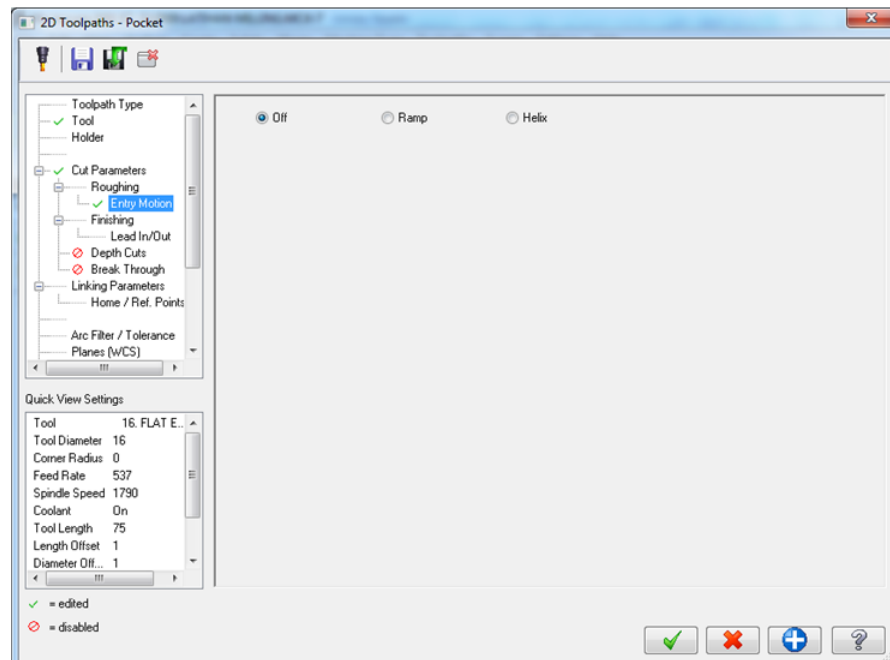 2D Toolpaths - Pocket
Toolpath Type
Tool
Holder
Cut Parameters
Roughing
Entry Motion
Finishing
Lead In/Out
Depth Cuts
Break Through
Linking Parameters
Home / Ref. Points
Arc Filter / Tolerance
Planes (WCS)
Off Ramp Helix
Quick View Settings
Tool 16. FLAT E..
Tool Diameter 16
Corner Radius 0
Feed Rate 537
Spindle Speed 1790
Coolant On
Tool Length 75
Length Offset 1
Diameter Off... 1
= edited
= disabled